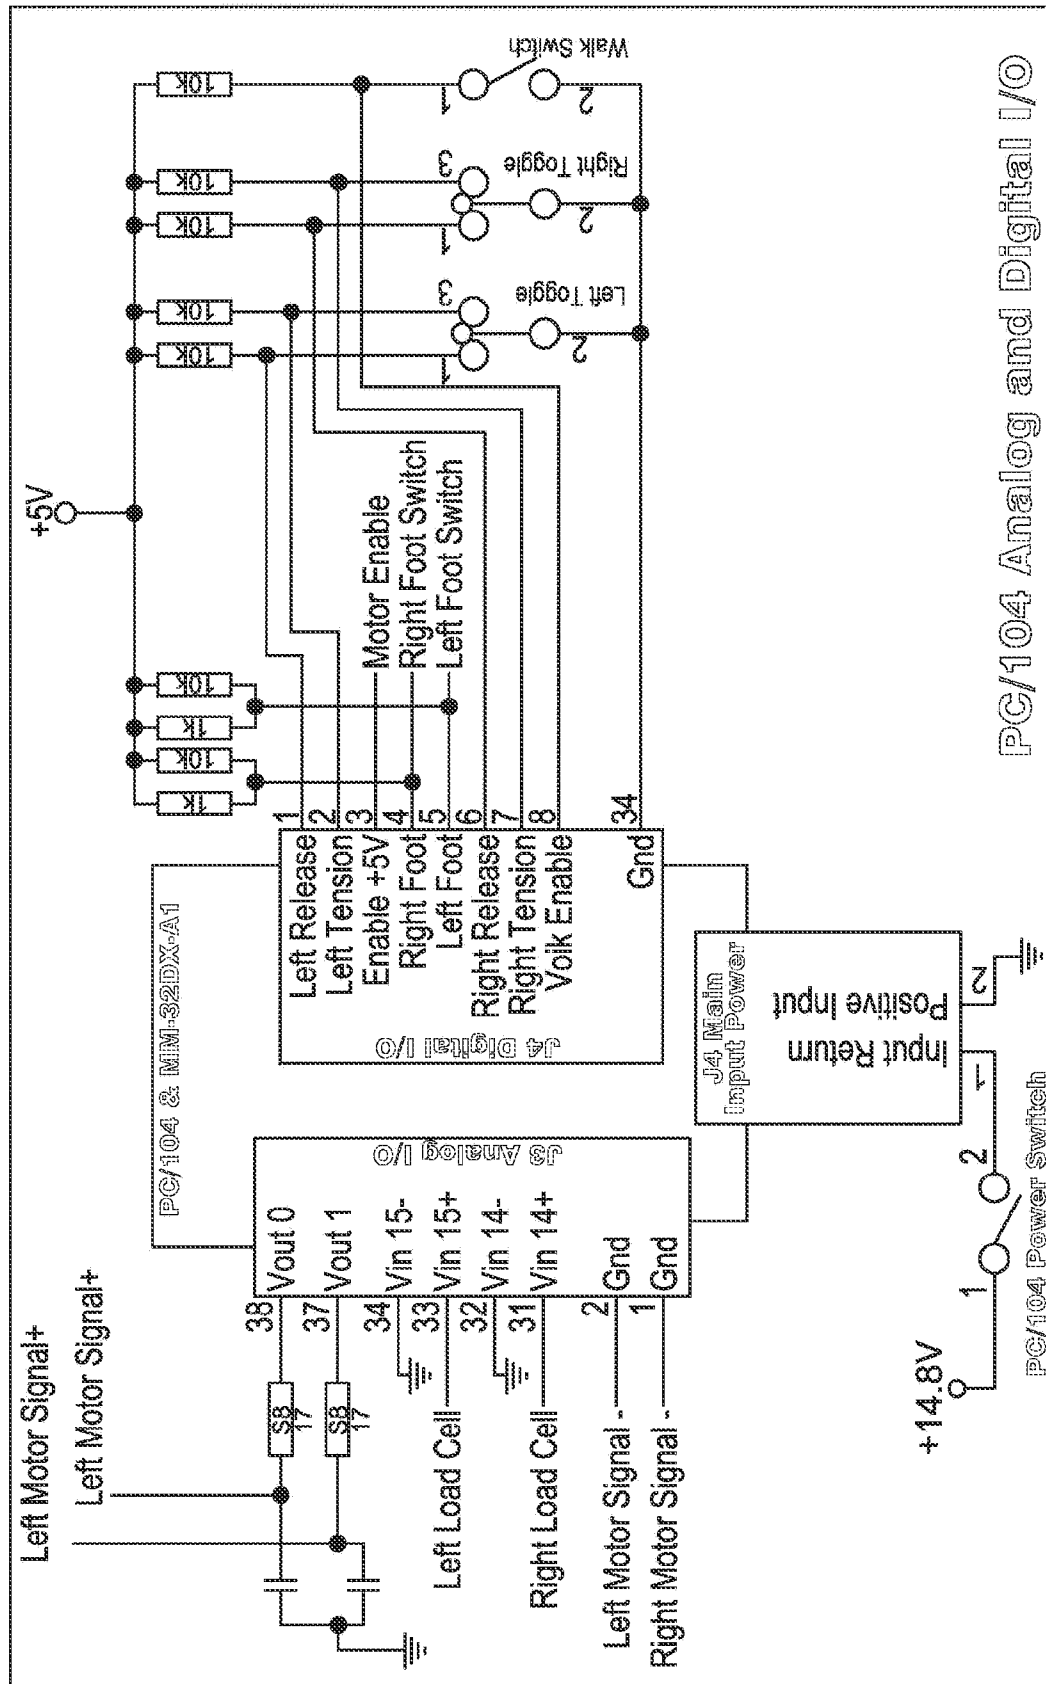 Left Motor Signal+
Left Motor Signal+
38
37
34
33
32
31
2
1
SB
17
SB
17
Left Load Cell
Right Load Cell
Left Motor Signal -
Right Motor Signal -
PC/104 & MM-32DX-A1
J3 Analog I/O
Vout 0
Vout 1
Vin 15-
Vin 15+
Vin 14-
Vin 14+
Gnd
Gnd
J4 Digital I/O
Left Release
Left Tension
Enable +5V
Right Foot
Left Foot
Right Release
Right Tension
Voik Enable
Gnd
1
2
3
4
5
6
7
8
34
Motor Enable
Right Foot Switch
Left Foot Switch
+5V
1k
10k
1k
10k
10k
10k
10k
10k
10k
1
3
2
Left Toggle
1
3
2
Right Toggle
1
2
Walk Switch
J4 Main
Input Power
Input Return
Positive Input
1
2
+14.8V
1
2
PC/104 Power Switch
PC/104 Analog and Digital I/O